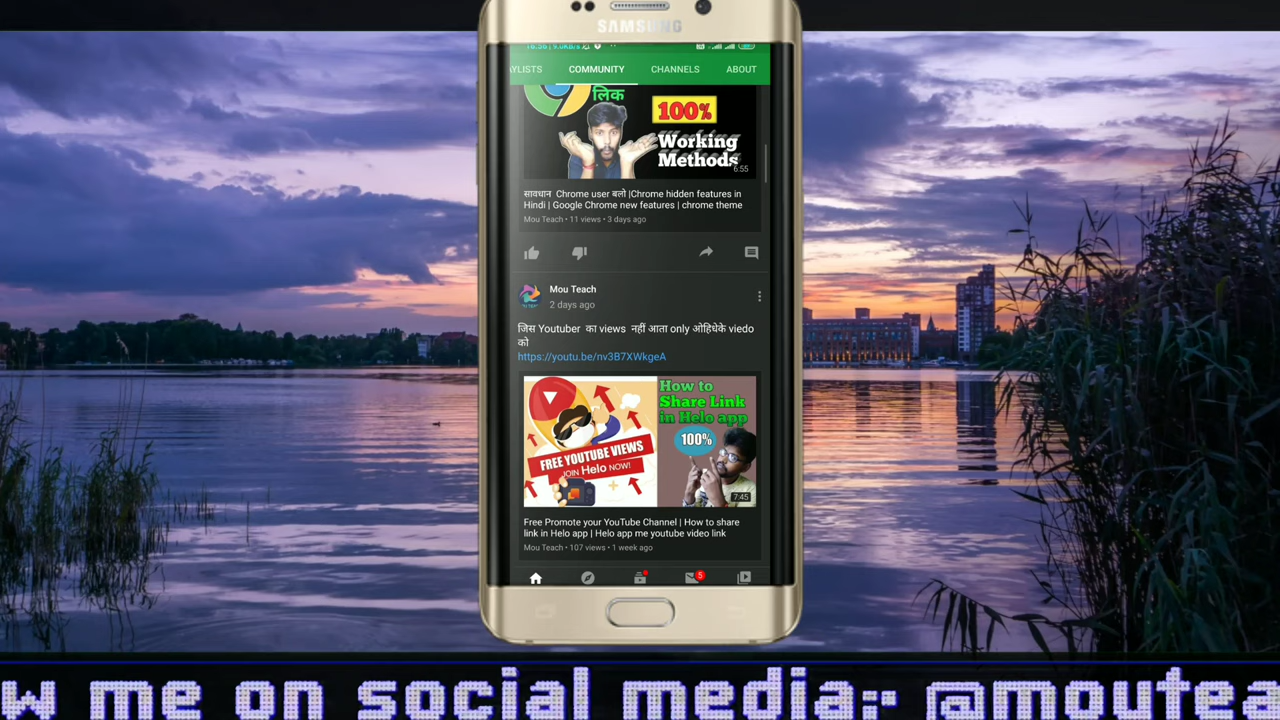 SAMSUNG
COMMUNITY CHANNELS ABOUT
लिक
100%
Working
Methods
6:55
सावधान Chrome user बलो |Chrome hidden features in
Hindi | Google Chrome new features | chrome theme
Mou Teach • 11 views • 3 days ago
Mou Teach
2 days ago
जिस Youtuber का views नहीं आता only ओहिधेके viedo
को
https://youtu.be/nv3B7XWkgeA
How to
Share Link
in Helo app
100%
FREE YOUTUBE VIEWS
JOIN Helo NOW!
7:45
Free Promote your YouTube Channel | How to share
link in Helo app | Helo app me youtube video link
Mou Teach • 107 views • 1 week ago
5
w me on social media:- @moutea